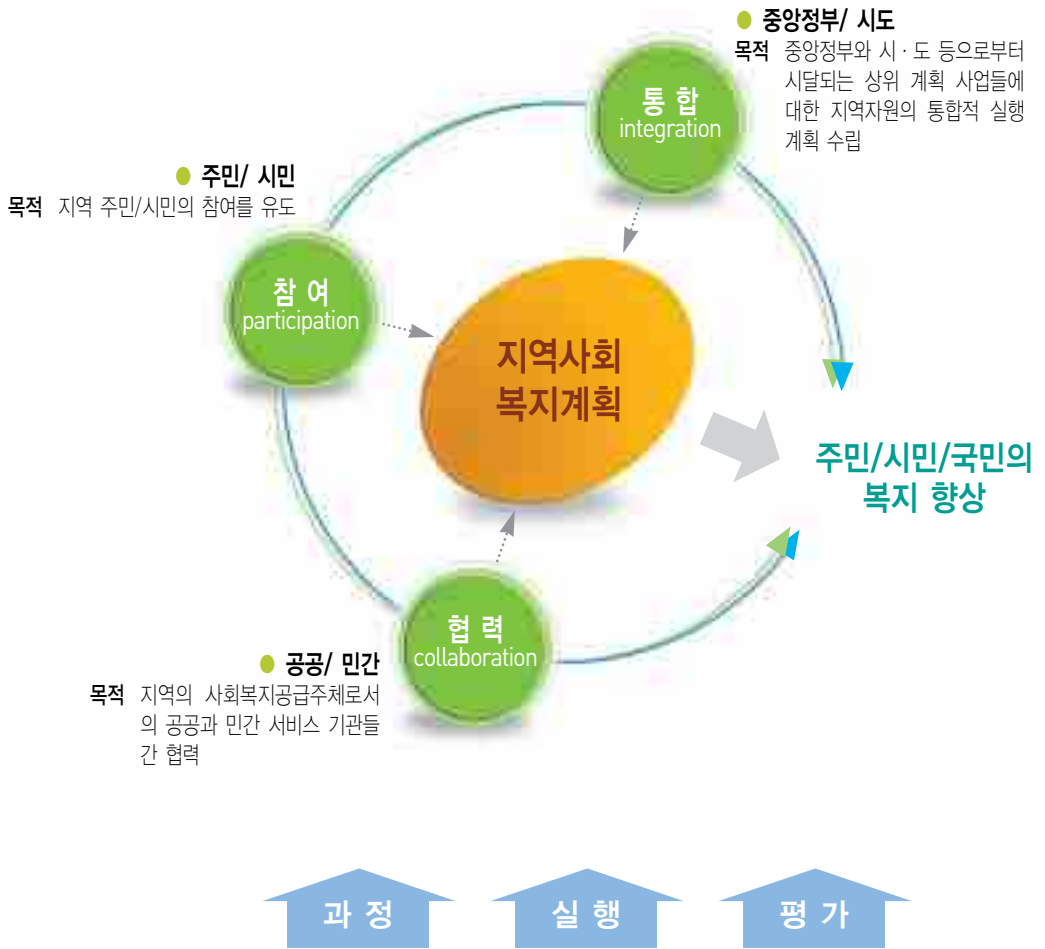 ● 중앙정부/ 시도
목적 중앙정부와 시 · 도 등으로부터
시달되는 상위 계획 사업들에
대한 지역자원의 통합적 실행
계획 수립
통 합
integration
● 주민/ 시민
목적 지역 주민/시민의 참여를 유도
참 여
participation
지역사회
복지계획
주민/시민/국민의
복지 향상
협 력
collaboration
● 공공/ 민간
목적 지역의 사회복지공급주체로서
의 공공과 민간 서비스 기관들
간 협력
과 정
실 행
평 가